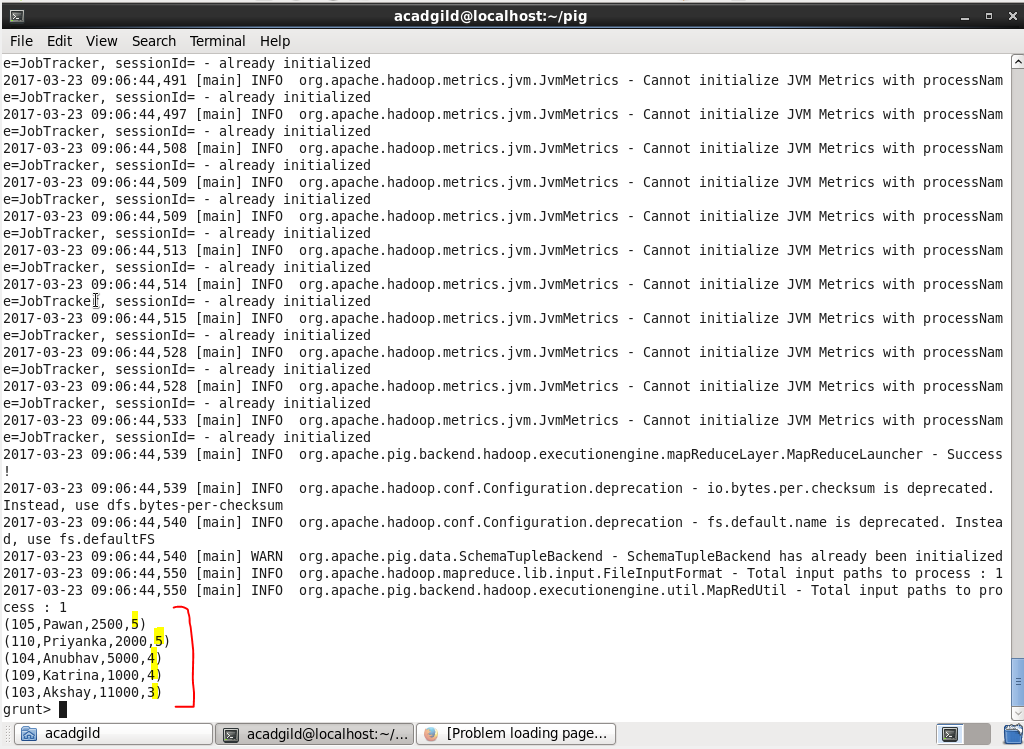 acadgild@localhost:~/pig
File Edit View Search Terminal Help
e=JobTracker, sessionId= - already initialized
2017-03-23 09:06:44,491 [main] INFO  org.apache.hadoop.metrics.jvm.JvmMetrics - Cannot initialize JVM Metrics with processNam
e=JobTracker, sessionId= - already initialized
2017-03-23 09:06:44,497 [main] INFO  org.apache.hadoop.metrics.jvm.JvmMetrics - Cannot initialize JVM Metrics with processNam
e=JobTracker, sessionId= - already initialized
2017-03-23 09:06:44,508 [main] INFO  org.apache.hadoop.metrics.jvm.JvmMetrics - Cannot initialize JVM Metrics with processNam
e=JobTracker, sessionId= - already initialized
2017-03-23 09:06:44,509 [main] INFO  org.apache.hadoop.metrics.jvm.JvmMetrics - Cannot initialize JVM Metrics with processNam
e=JobTracker, sessionId= - already initialized
2017-03-23 09:06:44,509 [main] INFO  org.apache.hadoop.metrics.jvm.JvmMetrics - Cannot initialize JVM Metrics with processNam
e=JobTracker, sessionId= - already initialized
2017-03-23 09:06:44,513 [main] INFO  org.apache.hadoop.metrics.jvm.JvmMetrics - Cannot initialize JVM Metrics with processNam
e=JobTracker, sessionId= - already initialized
2017-03-23 09:06:44,514 [main] INFO  org.apache.hadoop.metrics.jvm.JvmMetrics - Cannot initialize JVM Metrics with processNam
e=JobTracker, sessionId= - already initialized
2017-03-23 09:06:44,515 [main] INFO  org.apache.hadoop.metrics.jvm.JvmMetrics - Cannot initialize JVM Metrics with processNam
e=JobTracker, sessionId= - already initialized
2017-03-23 09:06:44,528 [main] INFO  org.apache.hadoop.metrics.jvm.JvmMetrics - Cannot initialize JVM Metrics with processNam
e=JobTracker, sessionId= - already initialized
2017-03-23 09:06:44,528 [main] INFO  org.apache.hadoop.metrics.jvm.JvmMetrics - Cannot initialize JVM Metrics with processNam
e=JobTracker, sessionId= - already initialized
2017-03-23 09:06:44,533 [main] INFO  org.apache.hadoop.metrics.jvm.JvmMetrics - Cannot initialize JVM Metrics with processNam
e=JobTracker, sessionId= - already initialized
2017-03-23 09:06:44,539 [main] INFO  org.apache.pig.backend.hadoop.executionengine.mapReduceLayer.MapReduceLauncher - Success
!
2017-03-23 09:06:44,539 [main] INFO  org.apache.hadoop.conf.Configuration.deprecation - io.bytes.per.checksum is deprecated.
Instead, use dfs.bytes-per-checksum
2017-03-23 09:06:44,540 [main] INFO  org.apache.hadoop.conf.Configuration.deprecation - fs.default.name is deprecated. Instea
d, use fs.defaultFS
2017-03-23 09:06:44,540 [main] WARN  org.apache.pig.data.SchemaTupleBackend - SchemaTupleBackend has already been initialized
2017-03-23 09:06:44,550 [main] INFO  org.apache.hadoop.mapreduce.lib.input.FileInputFormat - Total input paths to process : 1
2017-03-23 09:06:44,550 [main] INFO  org.apache.pig.backend.hadoop.executionengine.util.MapRedUtil - Total input paths to pro
cess : 1
(105,Pawan,2500,5)
(110,Priyanka,2000,5)
(104,Anubhav,5000,4)
(109,Katrina,1000,4)
(103,Akshay,11000,3)
grunt>
acadgild acadgild@localhost:~/... [Problem loading page...